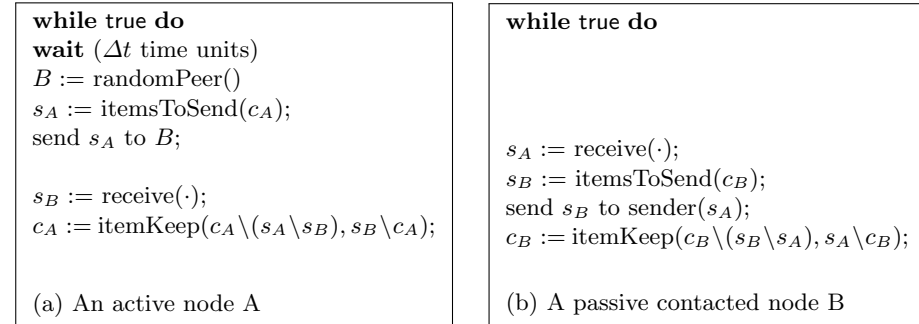 while true do
wait (Δt time units)
B := randomPeer()
s_A := itemsToSend(c_A);
send s_A to B;
s_B := receive(·);
c_A := itemKeep(c_A\(s_A\s_B), s_B\c_A);
(a) An active node A
while true do
s_A := receive(·);
s_B := itemsToSend(c_B);
send s_B to sender(s_A);
c_B := itemKeep(c_B\(s_B\s_A), s_A\c_B);
(b) A passive contacted node B